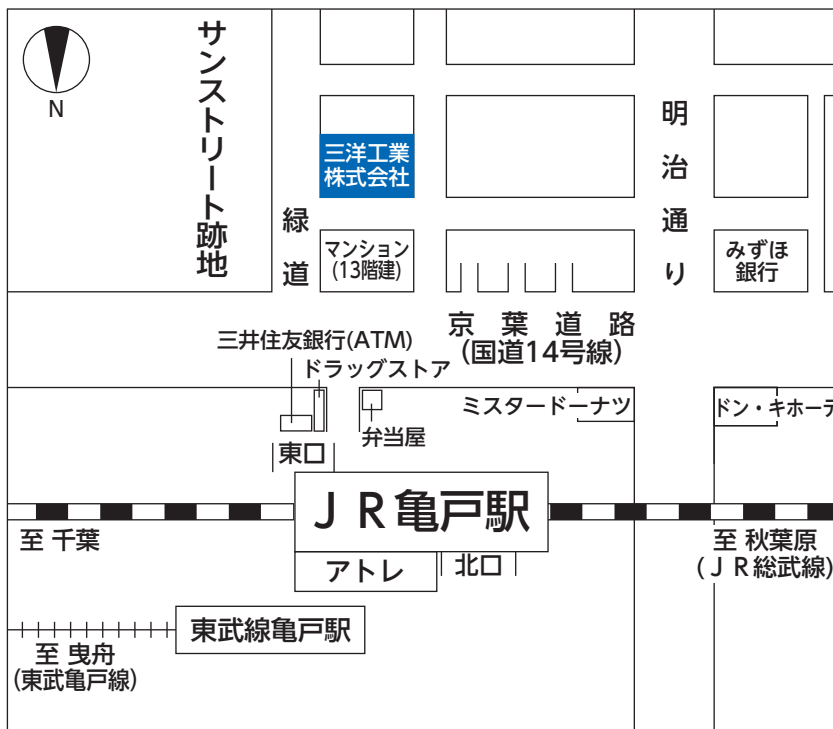 N
サンストリート跡地
三洋工業
株式会社
緑道
マンション
(13階建)
明治通り
みずほ
銀行
京葉道路
(国道14号線)
三井住友銀行(ATM)
ドラッグストア
弁当屋
ミスタードーナツ
ドン・キホーテ
東口
JR亀戸駅
至 千葉
至 秋葉原
(JR総武線)
アトレ
北口
東武線亀戸駅
至 曳舟
(東武亀戸線)